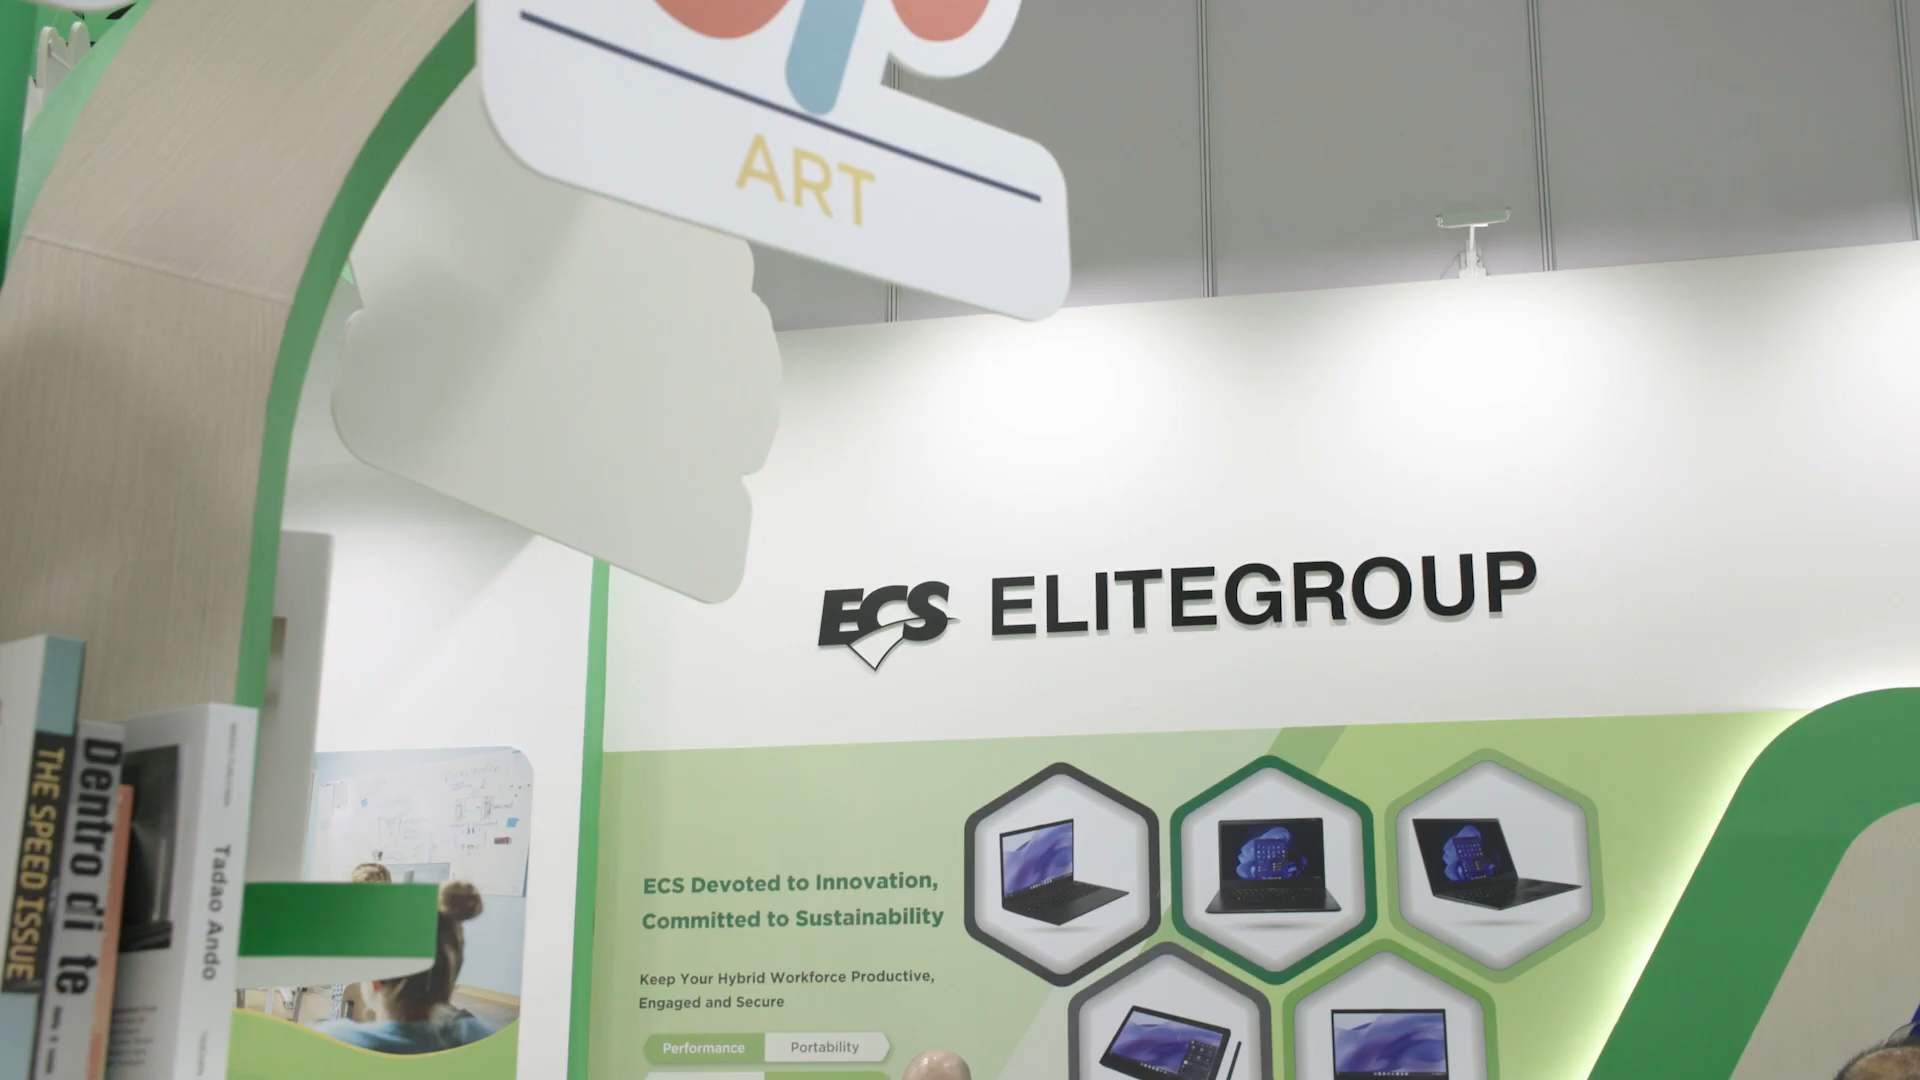 ART
ECS ELITEGROUP
ECS Devoted to Innovation,
Committed to Sustainability
Keep Your Hybrid Workforce Productive,
Engaged and Secure
Performance
Portability
THE SPEED ISSUE
Dentro di te
Tadao Ando